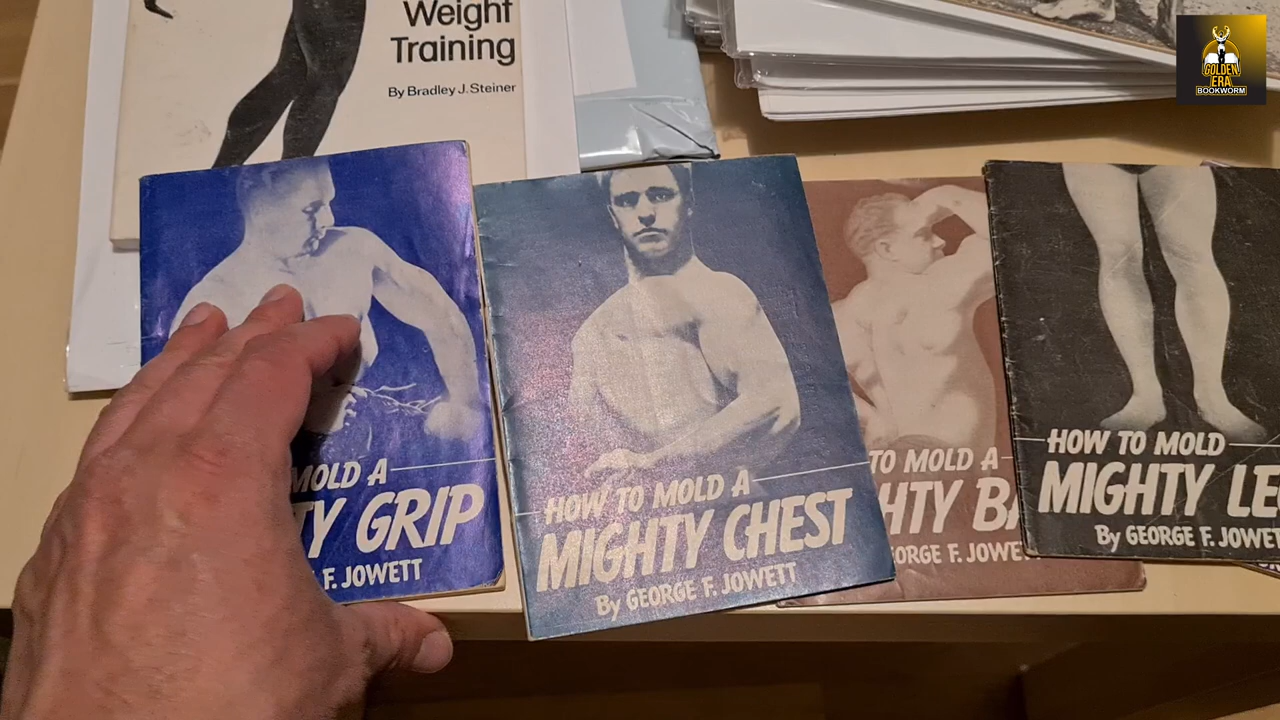 Weight
Training
By Bradley J. Steiner
GOLDEN
ERA
BOOKWORM
MOLD A
TY GRIP
F. JOWETT
HOW TO MOLD A
MIGHTY CHEST
By GEORGE F. JOWETT
TO MOLD A
HTY BA
EORGE F. JOWE
HOW TO MOLD
MIGHTY LE
By GEORGE F. JOWETT